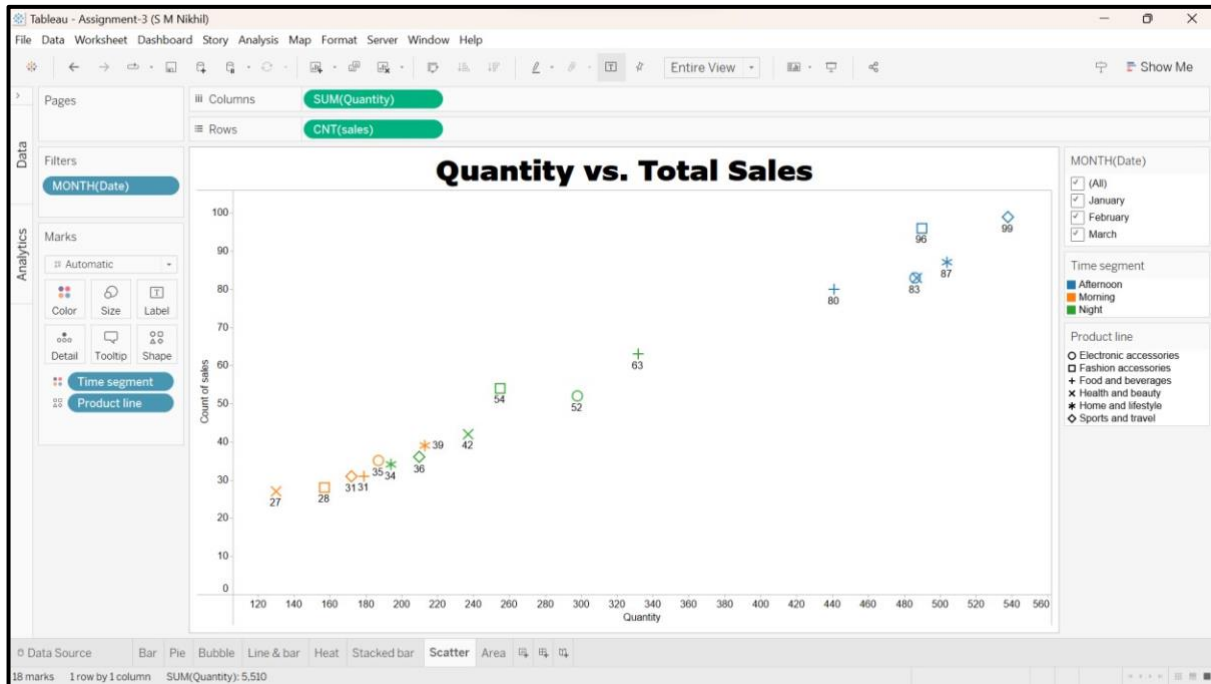 Tableau - Assignment-3 (S M Nikhil)
File Data Worksheet Dashboard Story Analysis Map Format Server Window Help
Entire View
Show Me
Pages
Columns
SUM(Quantity)
Rows
CNT(sales)
Data
Analytics
Filters
MONTH(Date)
Marks
Automatic
Color Size Label
Detail Tooltip Shape
Time segment
Product line
Quantity vs. Total Sales
Count of sales
100
90
80
70
60
50
40
30
20
10
0
99
96
87
83
80
63
54
52
42
39
36
35
34
31
31
28
27
120 140 160 180 200 220 240 260 280 300 320 340 360 380 400 420 440 460 480 500 520 540 560
Quantity
MONTH(Date)
(All)
January
February
March
Time segment
Afternoon
Morning
Night
Product line
Electronic accessories
Fashion accessories
Food and beverages
Health and beauty
Home and lifestyle
Sports and travel
Data Source Bar Pie Bubble Line & bar Heat Stacked bar Scatter Area
18 marks 1 row by 1 column SUM(Quantity): 5,510